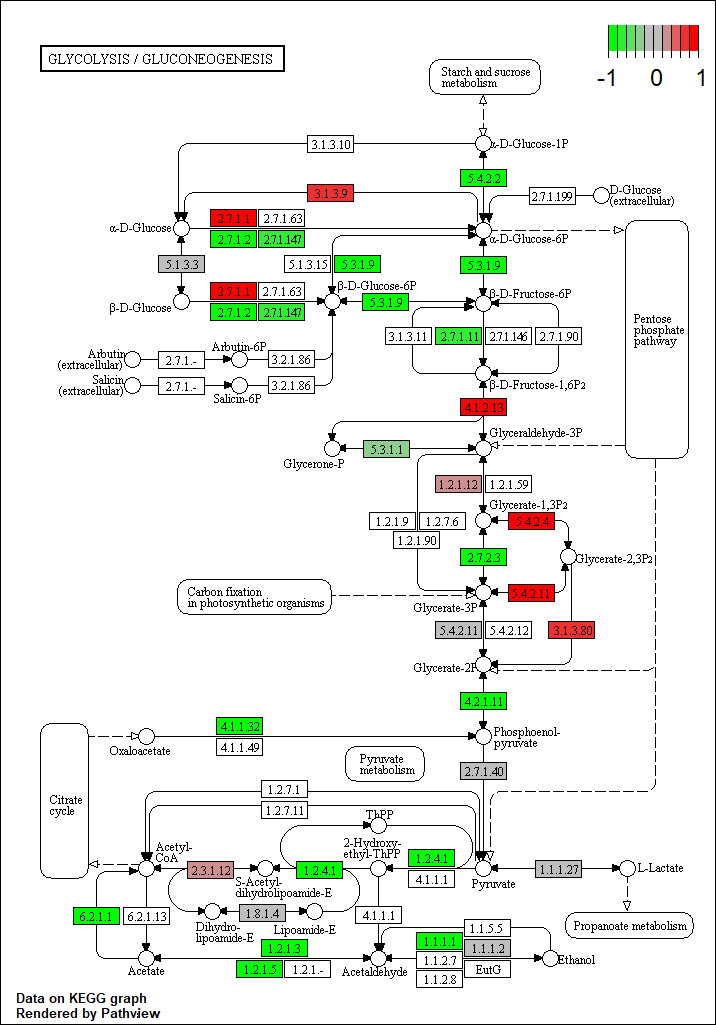 GLYCOLYSIS / GLUCONEOGENESIS
-1 0 1
Starch and sucrose
metabolism
3.1.3.10
α-D-Glucose-1P
5.4.2.2
3.1.3.9
2.7.1.199
D-Glucose
(extracellular)
2.7.1.1
2.7.1.63
α-D-Glucose
2.7.1.2
2.7.1.147
α-D-Glucose-6P
5.1.3.3
5.1.3.15
5.3.1.9
5.3.1.9
2.7.1.1
2.7.1.63
β-D-Glucose-6P
β-D-Fructose-6P
β-D-Glucose
2.7.1.2
2.7.1.147
5.3.1.9
Pentose
phosphate
pathway
3.1.3.11
2.7.1.11
2.7.1.146
2.7.1.90
Arbutin
(extracellular)
2.7.1.-
Arbutin-6P
3.2.1.86
Salicin
(extracellular)
2.7.1.-
Salicin-6P
3.2.1.86
β-D-Fructose-1,6P2
4.1.2.13
Glyceraldehyde-3P
5.3.1.1
Glycerone-P
1.2.1.12
1.2.1.59
Glycerate-1,3P2
1.2.1.9
1.2.7.6
5.4.2.4
1.2.1.90
2.7.2.3
Glycerate-2,3P2
Carbon fixation
in photosynthetic organisms
5.4.2.11
Glycerate-3P
5.4.2.11
5.4.2.12
3.1.3.80
Glycerate-2P
4.2.1.11
4.1.1.32
Oxaloacetate
4.1.1.49
Phosphoenol-
pyruvate
Pyruvate
metabolism
2.7.1.40
Citrate
cycle
1.2.7.1
1.2.7.11
ThPP
Acetyl-
CoA
2-Hydroxy-
ethyl-ThPP
2.3.1.12
1.2.4.1
1.2.4.1
4.1.1.1
S-Acetyl-
dihydrolipoamide-E
Pyruvate
1.1.1.27
L-Lactate
6.2.1.1
6.2.1.13
1.8.1.4
4.1.1.1
Dihydro-
lipoamide-E
Lipoamide-E
Propanoate metabolism
1.2.1.3
1.1.5.5
1.1.1.1
1.1.1.2
1.2.1.5
1.2.1.-
1.1.2.7
EutG
1.1.2.8
Acetate
Acetaldehyde
Ethanol
Data on KEGG graph
Rendered by Pathview